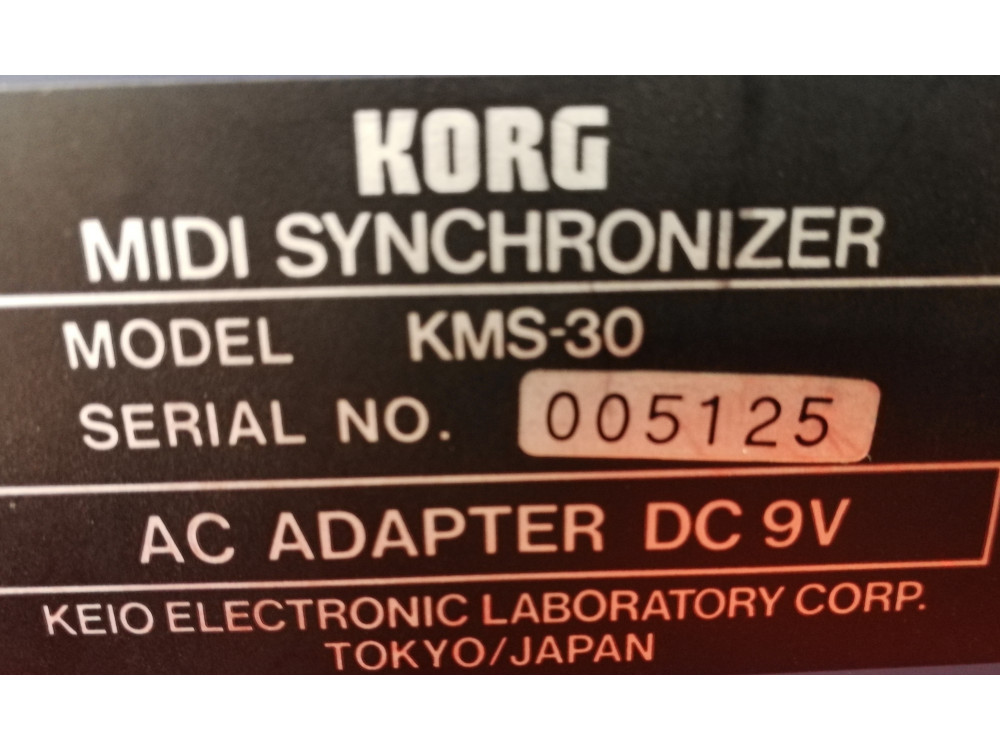 KORG
MIDI SYNCHRONIZER
MODEL KMS-30
SERIAL NO. 005125
AC ADAPTER DC 9V
KEIO ELECTRONIC LABORATORY CORP.
TOKYO/JAPAN